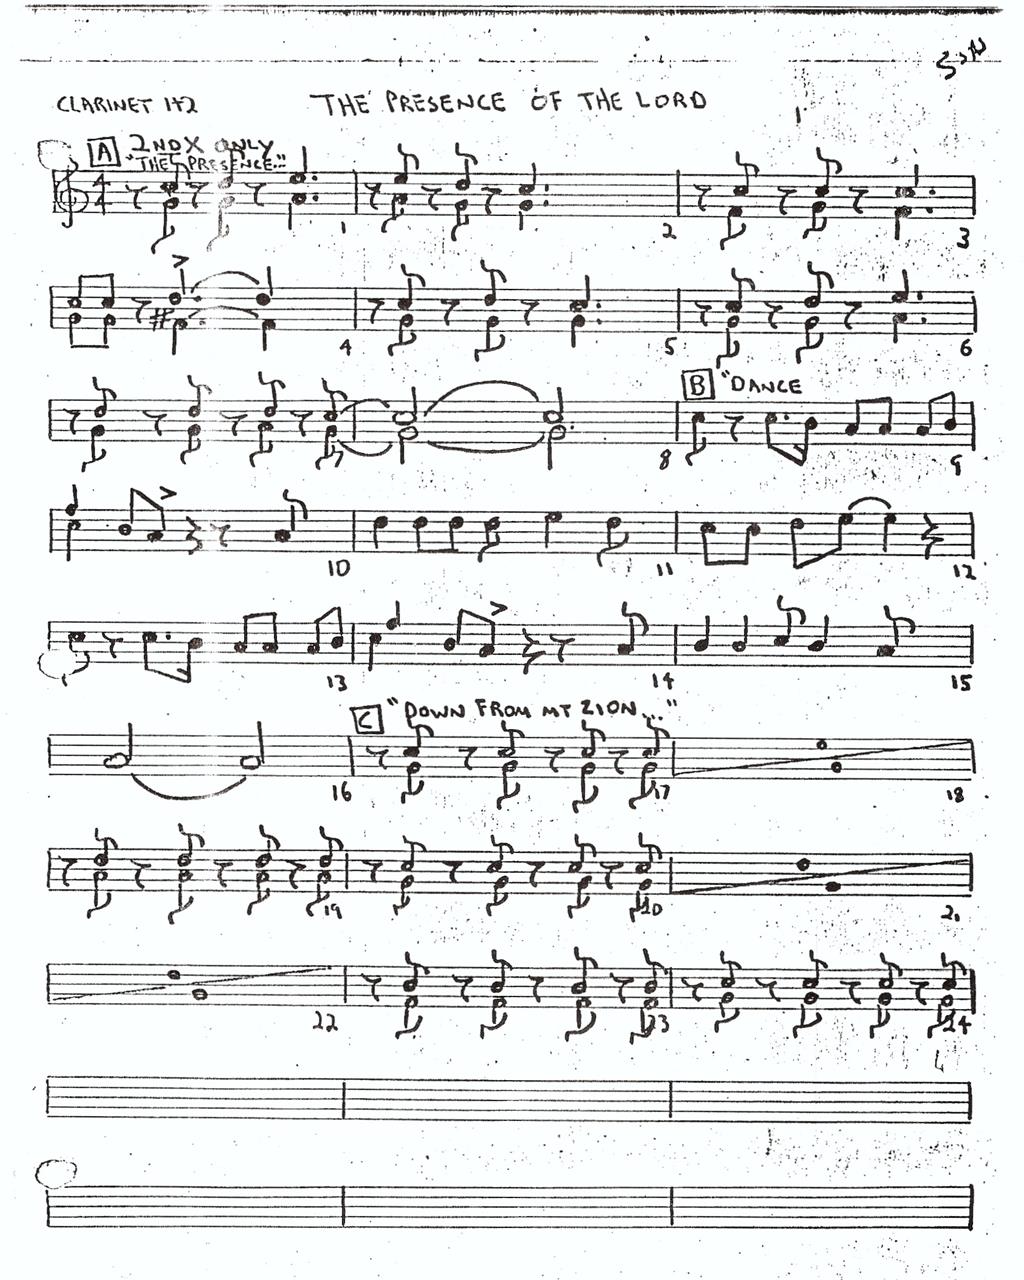 CLARINET 1+2
THE PRESENCE OF THE LORD
A 2ND X ONLY
"THE PRESENCE..."
4
4
1 2 3
4 5 6
B "DANCE
7 8 9
10 11 12
13 14 15
C "DOWN FROM MT ZION..."
16 17 18
19 20 21
22 23 24